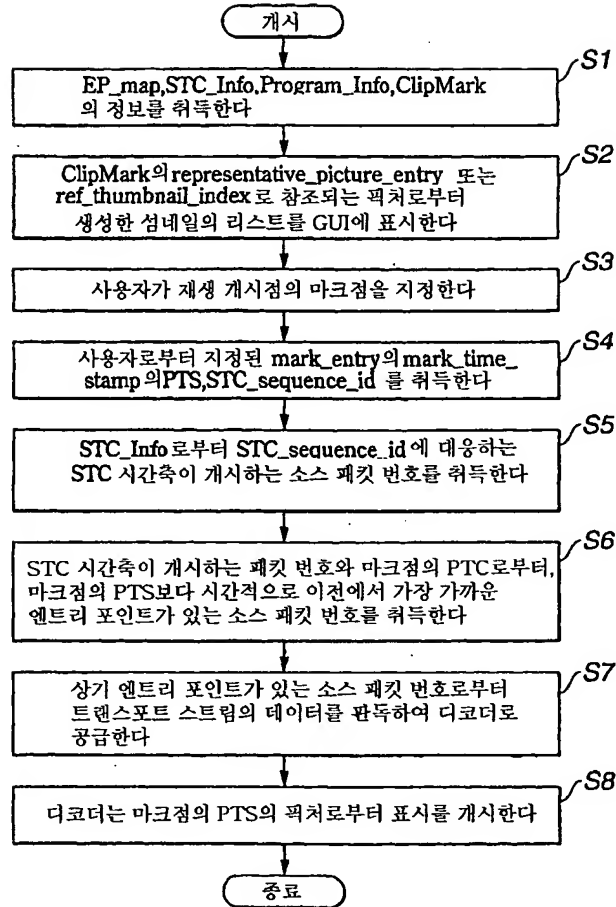 개시
S1
EP_map,STC_Info,Program_Info,ClipMark
의 정보를 취득한다
S2
ClipMark의 representative_picture_entry 또는
ref_thumbnail_index로 참조되는 픽처로부터
생성한 섬네일의 리스트를 GUI에 표시한다
S3
사용자가 재생 개시점의 마크점을 지정한다
S4
사용자로부터 지정된 mark_entry의 mark_time_
stamp의PTS,STC_sequence_id 를 취득한다
S5
STC_Info로부터 STC_sequence_id에 대응하는
STC 시간축이 개시하는 소스 패킷 번호를 취득한다
S6
STC 시간축이 개시하는 패킷 번호와 마크점의 PTC로부터,
마크점의 PTS보다 시간적으로 이전에서 가장 가까운
엔트리 포인트가 있는 소스 패킷 번호를 취득한다
S7
상기 엔트리 포인트가 있는 소스 패킷 번호로부터
트랜스포트 스트림의 데이터를 판독하여 디코더로
공급한다
S8
디코더는 마크점의 PTS의 픽처로부터 표시를 개시한다
종료